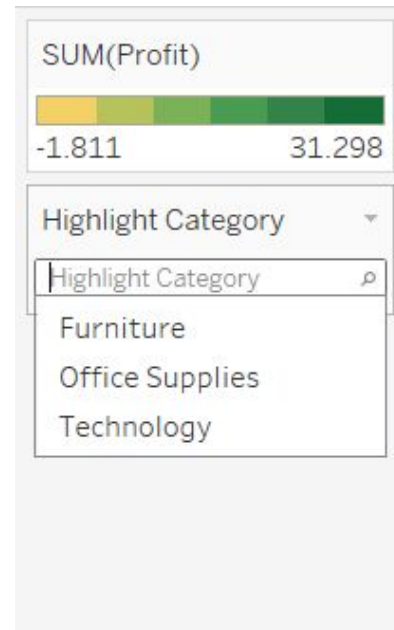 SUM(Profit)
-1.811 31.298
Highlight Category
Highlight Category
Furniture
Office Supplies
Technology